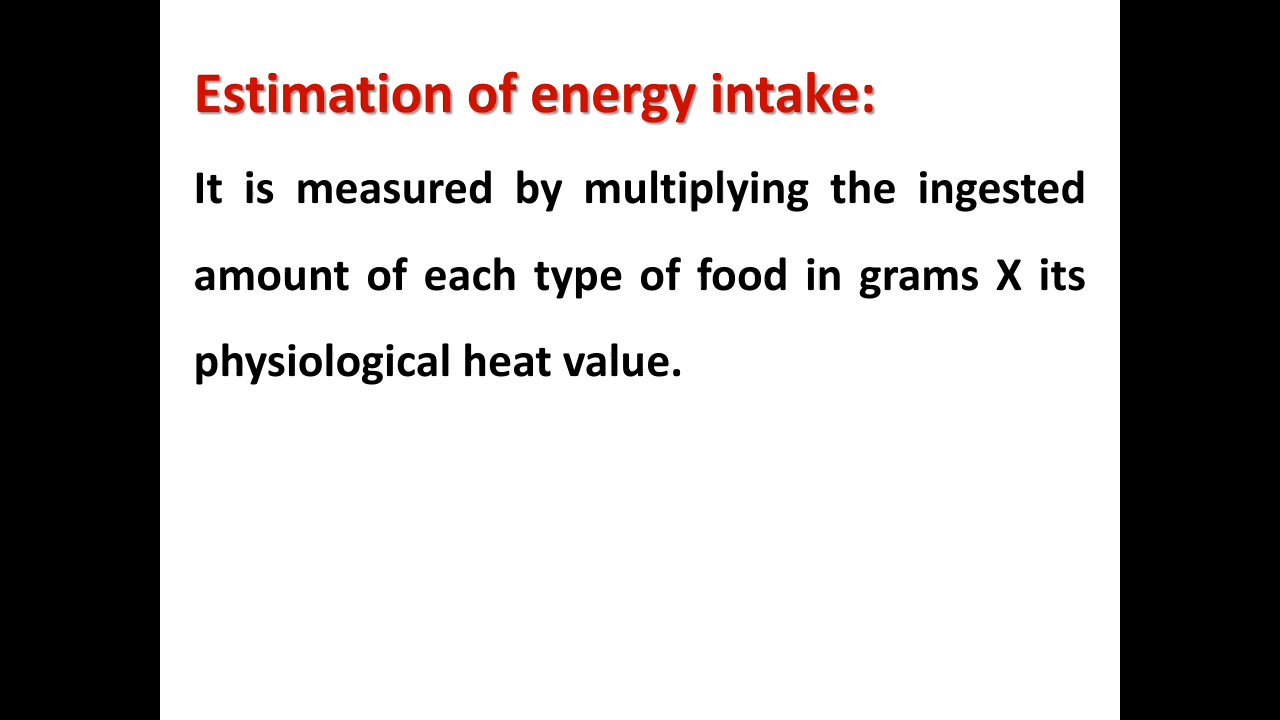 Estimation of energy intake:
It is measured by multiplying the ingested
amount of each type of food in grams X its
physiological heat value.